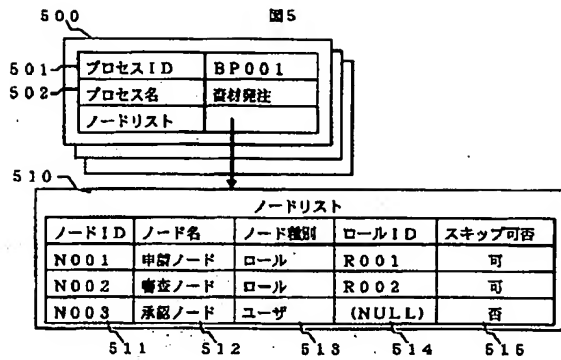 図5
500
501 プロセスID BP001
502 プロセス名 資材発注
ノードリスト
510
ノードリスト
ノードID ノード名 ノード種別 ロールID スキップ可否
N001 申請ノード ロール R001 可
N002 審査ノード ロール R002 可
N003 承認ノード ユーザ (NULL) 否
511 512 513 514 515